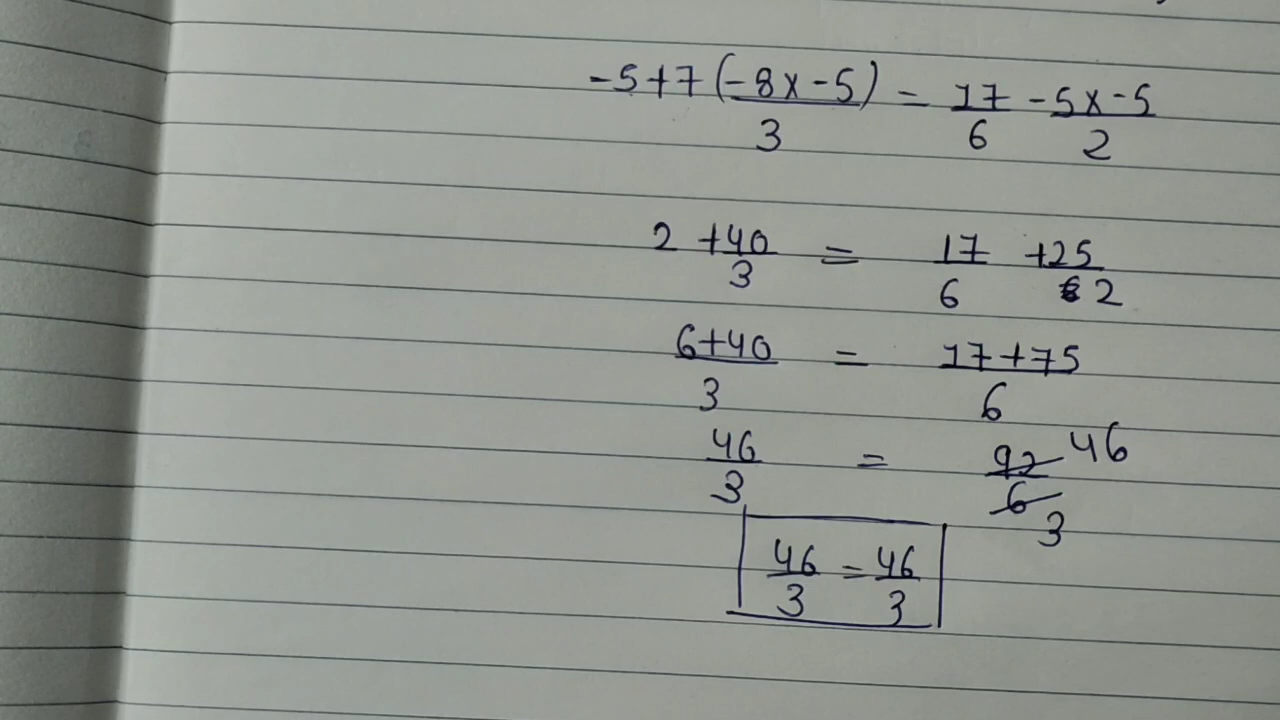 -5+7 (-8x-5)/3 = 17/6 -5x-5/2
2 +40/3 = 17/6 +25/2
6+40/3 = 17+75/6
46/3 = 92/6 46/3
46/3 = 46/3